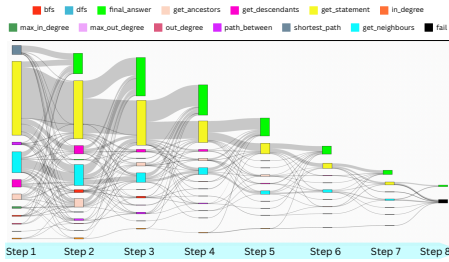 bfs dfs final_answer get_ancestors get_descendants get_statement in_degree
max_in_degree max_out_degree out_degree path_between shortest_path get_neighbours fail
Step 1 Step 2 Step 3 Step 4 Step 5 Step 6 Step 7 Step 8